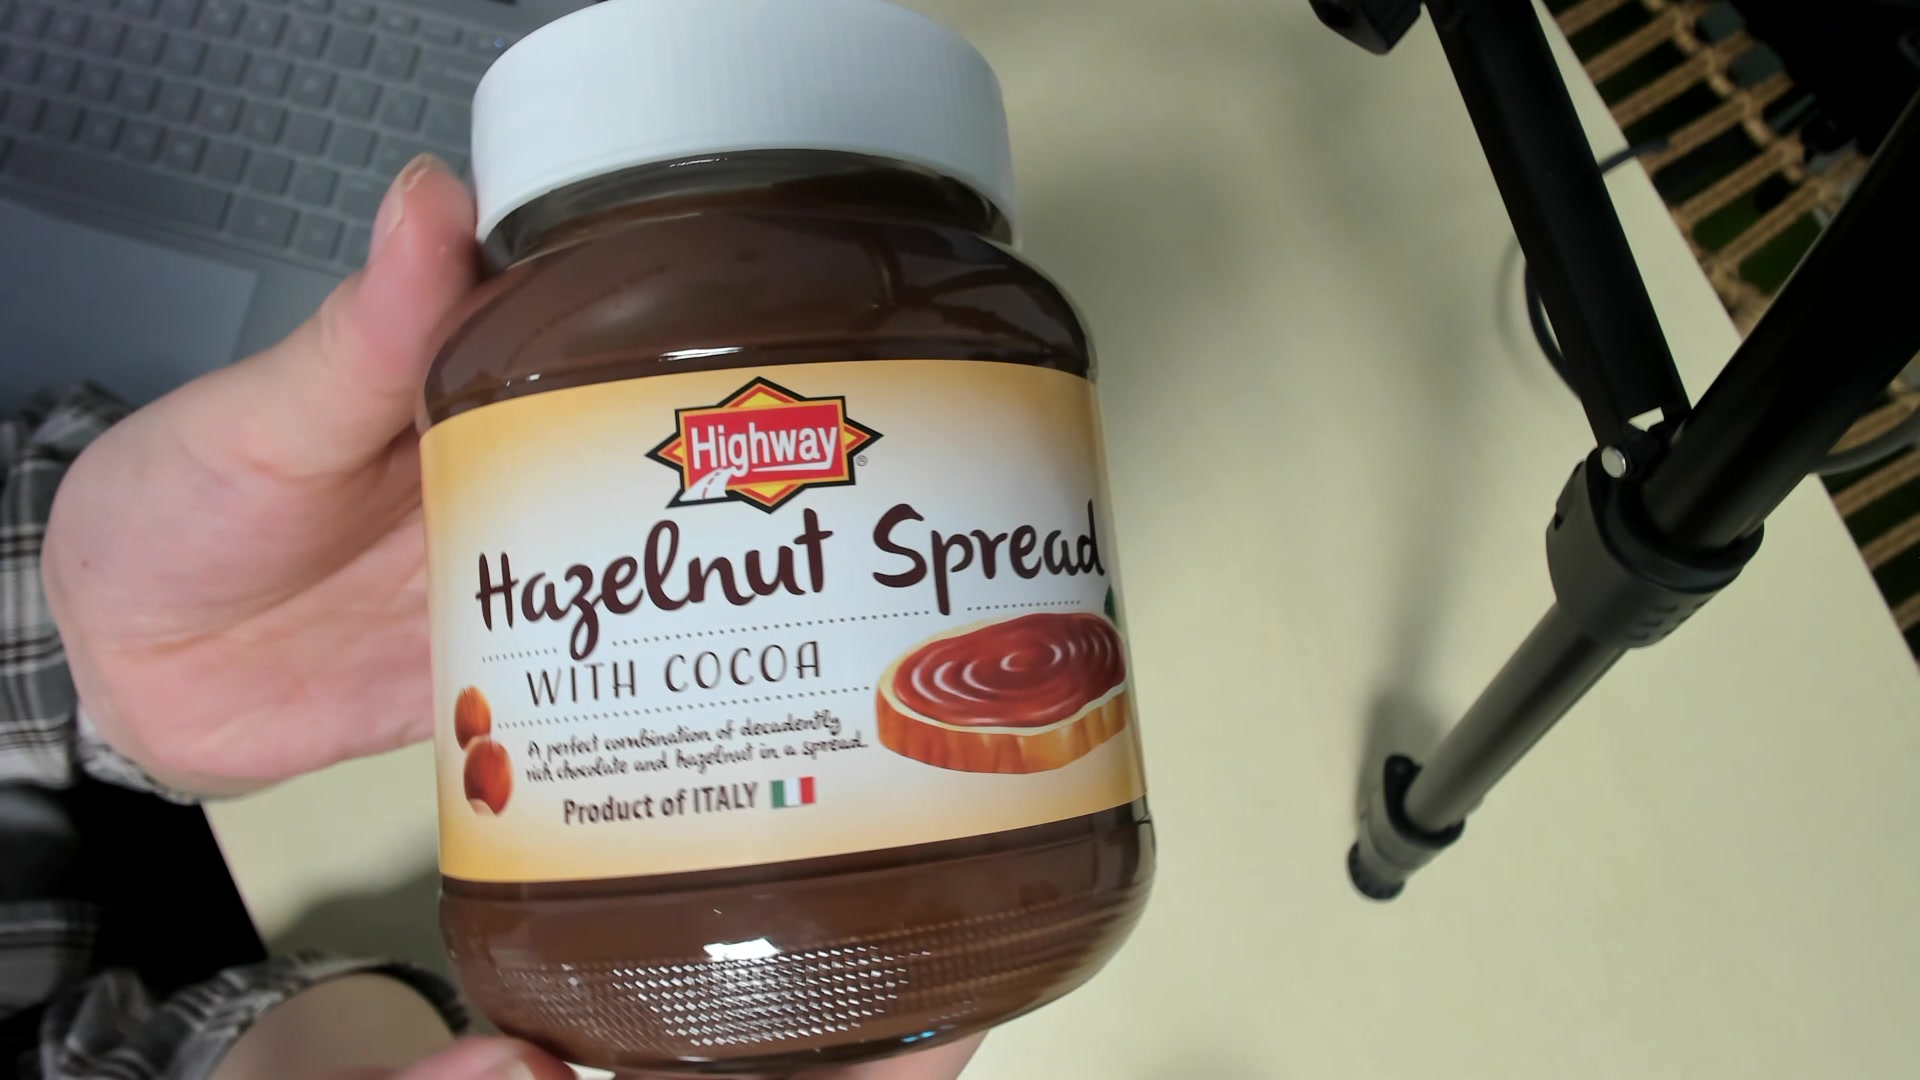 Highway
®
Hazelnut Spread
WITH COCOA
A perfect combination of decadently
rich chocolate and hazelnut in a spread
Product of ITALY